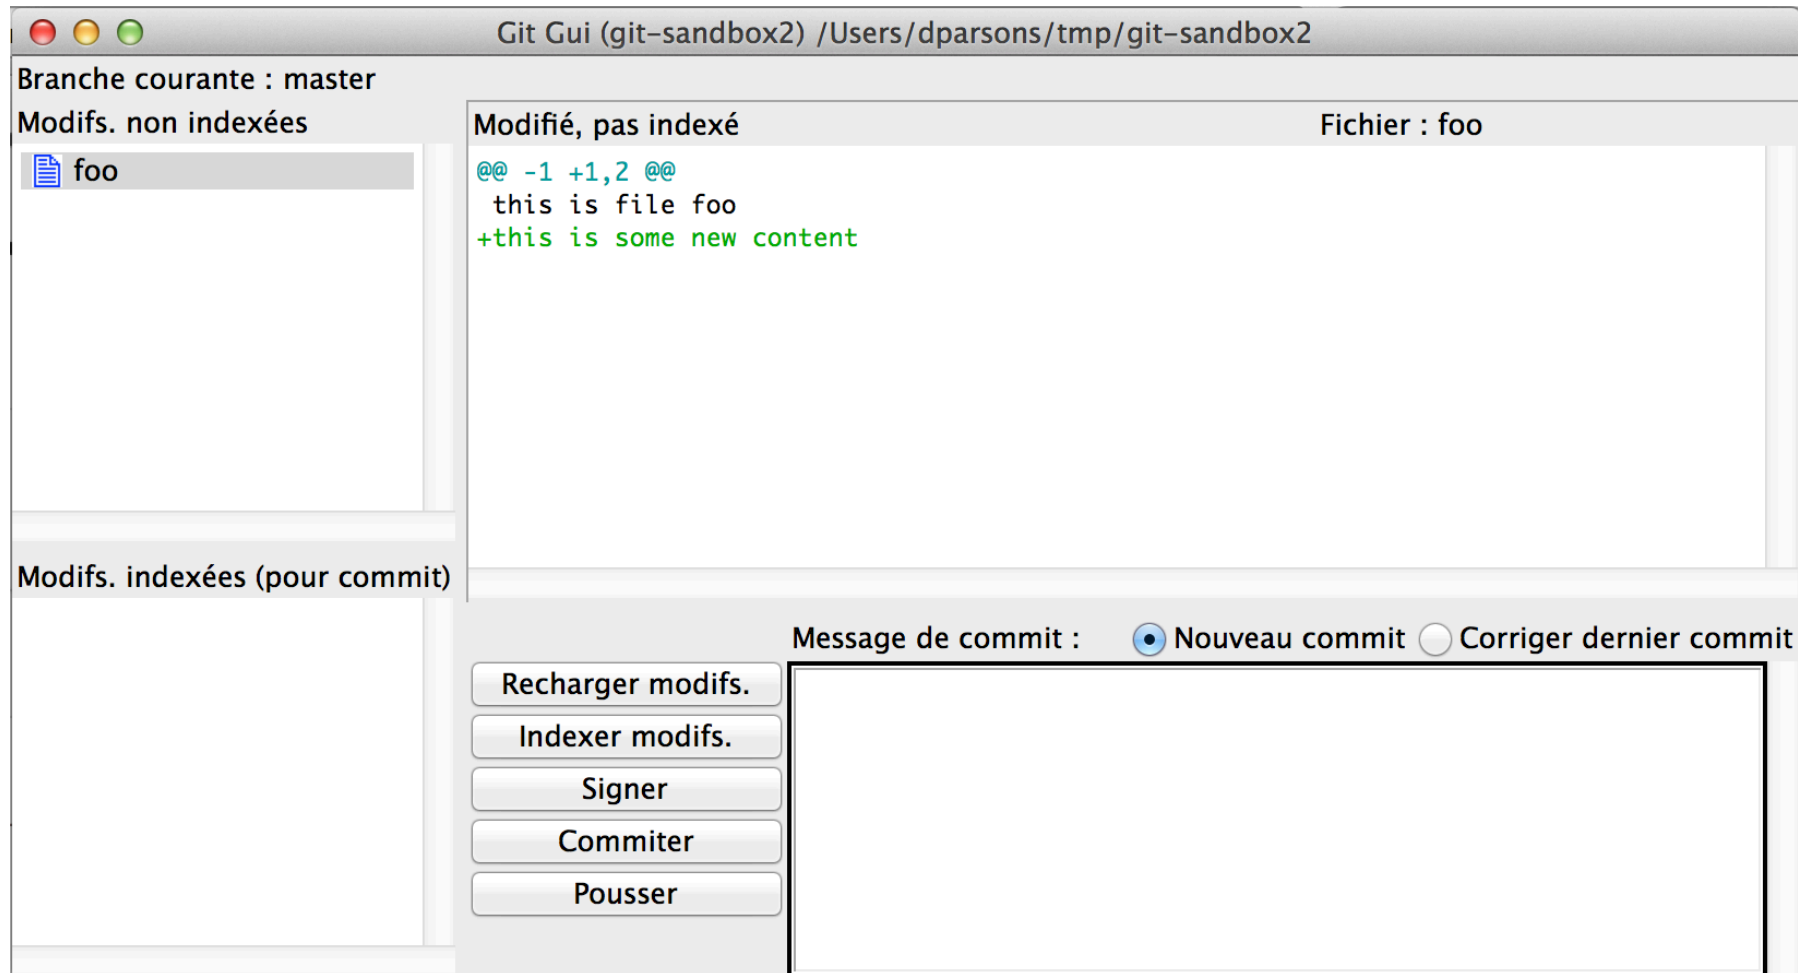 Git Gui (git-sandbox2) /Users/dparsons/tmp/git-sandbox2
Branche courante : master
Modifs. non indexées
foo
Modifié, pas indexé
Fichier : foo
@@ -1 +1,2 @@
this is file foo
+this is some new content
Modifs. indexées (pour commit)
Message de commit :
Nouveau commit
Corriger dernier commit
Recharger modifs.
Indexer modifs.
Signer
Commiter
Pousser